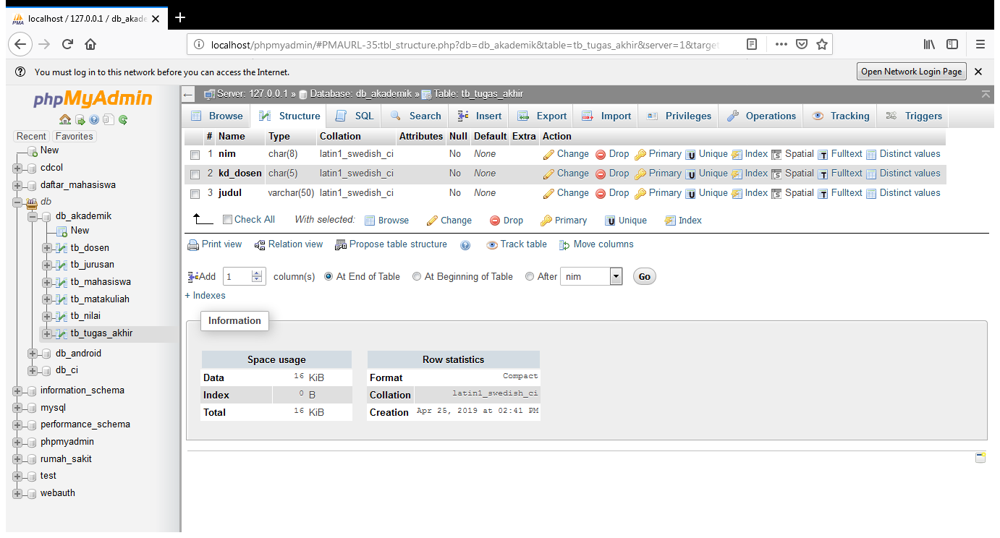 localhost / 127.0.0.1 / db_akade
localhost/phpmyadmin/#PMAURL-35:tbl_structure.php?db=db_akademik&table=tb_tugas_akhir&server=1&target
You must log in to this network before you can access the Internet.
Open Network Login Page
phpMyAdmin
Recent Favorites
New
cdcol
daftar_mahasiswa
db
db_akademik
New
tb_dosen
tb_jurusan
tb_mahasiswa
tb_matakuliah
tb_nilai
tb_tugas_akhir
db_android
db_ci
information_schema
mysql
performance_schema
phpmyadmin
rumah_sakit
test
webauth
Server: 127.0.0.1 » Database: db_akademik » Table: tb_tugas_akhir
Browse Structure SQL Search Insert Export Import Privileges Operations Tracking Triggers
# Name Type Collation Attributes Null Default Extra Action
1 nim char(8) latin1_swedish_ci No None Change Drop Primary Unique Index Spatial Fulltext Distinct values
2 kd_dosen char(5) latin1_swedish_ci No None Change Drop Primary Unique Index Spatial Fulltext Distinct values
3 judul varchar(50) latin1_swedish_ci No None Change Drop Primary Unique Index Spatial Fulltext Distinct values
Check All With selected: Browse Change Drop Primary Unique Index
Print view Relation view Propose table structure Track table Move columns
Add 1 column(s) At End of Table At Beginning of Table After nim Go
+ Indexes
Information
Space usage
Data 16 KiB
Index 0 B
Total 16 KiB
Row statistics
Format Compact
Collation latin1_swedish_ci
Creation Apr 25, 2019 at 02:41 PM